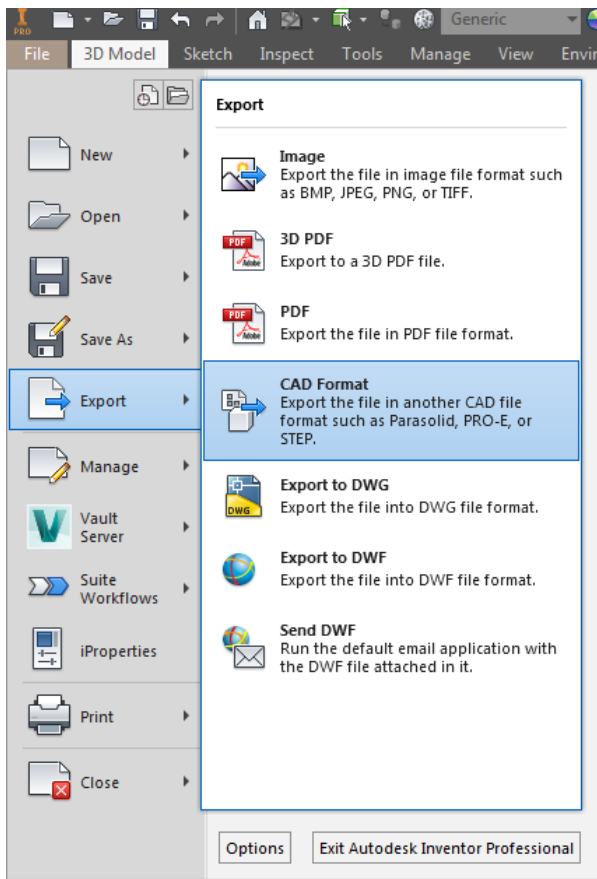 PRO
Generic
File
3D Model
Sketch
Inspect
Tools
Manage
View
Envir
Export
New
Open
Save
Save As
Export
Manage
Vault
Server
Suite
Workflows
iProperties
Print
Close
Image
Export the file in image file format such
as BMP, JPEG, PNG, or TIFF.
PDF
Adobe
3D PDF
Export to a 3D PDF file.
PDF
Adobe
PDF
Export the file in PDF file format.
CAD Format
Export the file in another CAD file
format such as Parasolid, PRO-E, or
STEP.
DWG
Export to DWG
Export the file into DWG file format.
Export to DWF
Export the file into DWF file format.
Send DWF
Run the default email application with
the DWF file attached in it.
Options
Exit Autodesk Inventor Professional